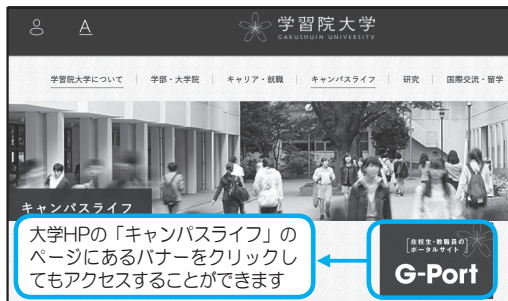 A
学習院大学
GAKUSHUIN UNIVERSITY
学習院大学について
学部・大学院
キャリア・就職
キャンパスライフ
研究
国際交流・留学
キャンパスライフ
大学HPの「キャンパスライフ」の
ページにあるバナーをクリックし
てもアクセスすることができます
在校生・教職員の
ポータルサイト
G-Port